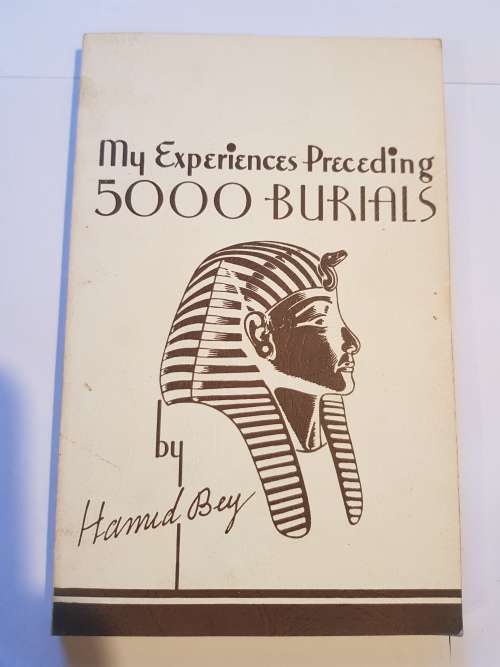 My Experiences Preceding
5000 BURIALS
by
Hamid Bey